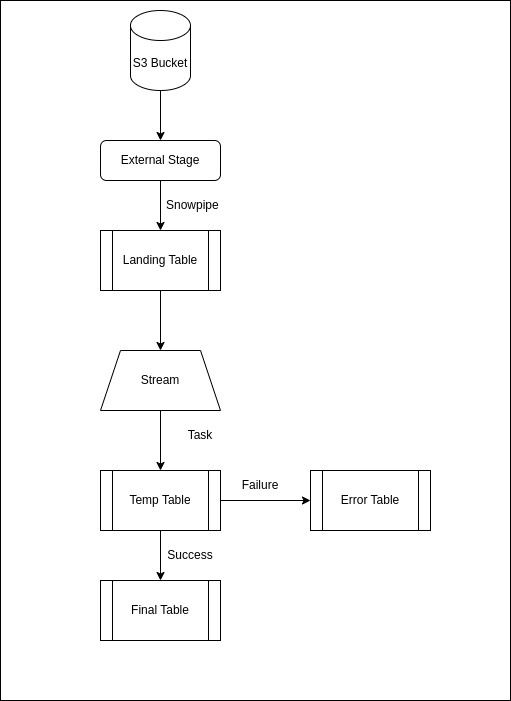 S3 Bucket
External Stage
Snowpipe
Landing Table
Stream
Task
Failure
Temp Table
Error Table
Success
Final Table